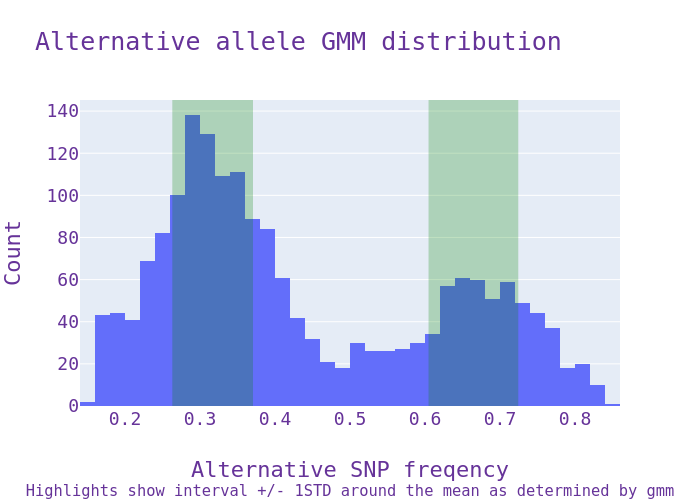 Alternative allele GMM distribution
140
120
100
80
60
40
20
0
Count
0.2 0.3 0.4 0.5 0.6 0.7 0.8
Alternative SNP freqency
Highlights show interval +/- 1STD around the mean as determined by gmm